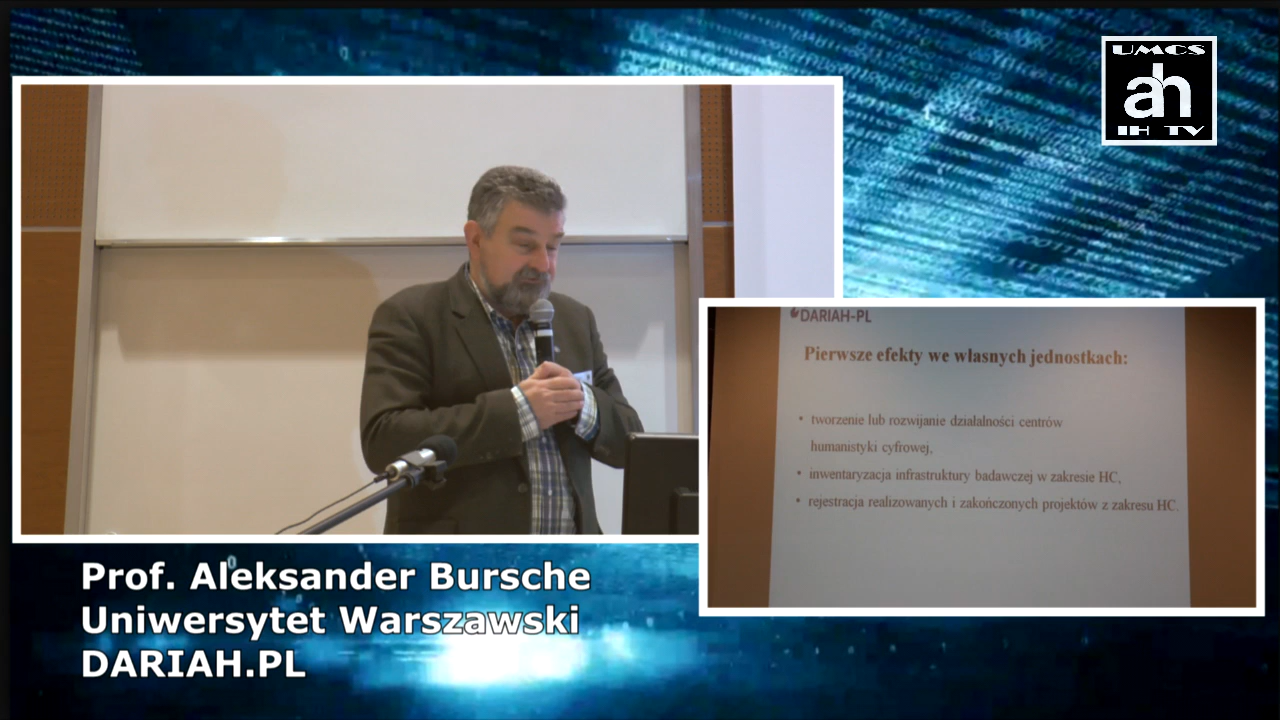 UMCS
ah
IH TV
DARIAH-PL
Pierwsze efekty we własnych jednostkach:
• tworzenie lub rozwijanie działalności centrów
humanistyki cyfrowej,
• inwentaryzacja infrastruktury badawczej w zakresie HC,
• rejestracja realizowanych i zakończonych projektów z zakresu HC.
Prof. Aleksander Bursche
Uniwersytet Warszawski
DARIAH.PL